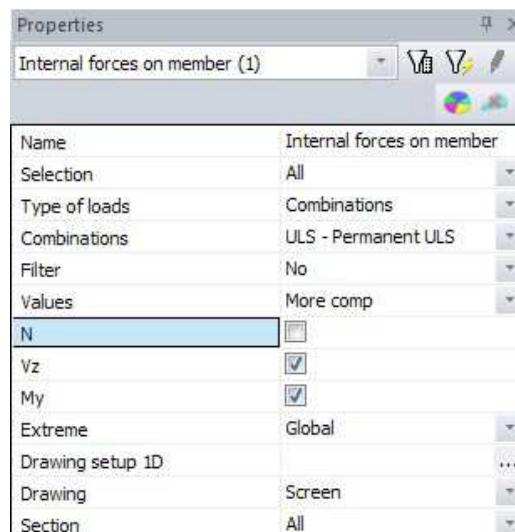 Properties
Internal forces on member (1)
Name Internal forces on member
Selection All
Type of loads Combinations
Combinations ULS - Permanent ULS
Filter No
Values More comp
N
Vz
My
Extreme Global
Drawing setup 1D ...
Drawing Screen
Section All